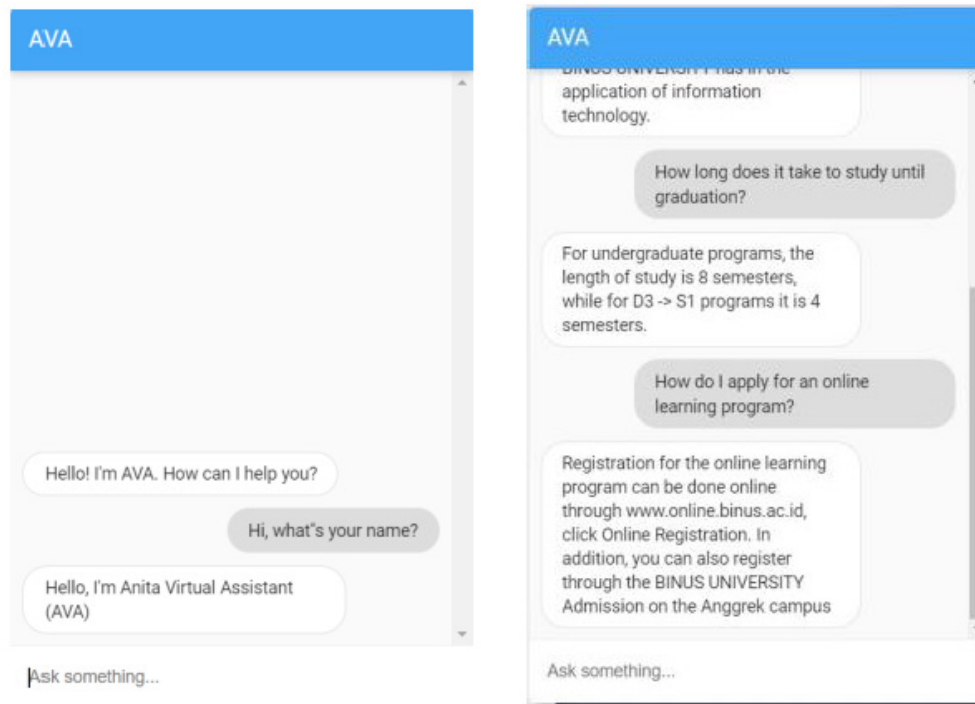 AVA
Hello! I'm AVA. How can I help you?
Hi, what"s your name?
Hello, I'm Anita Virtual Assistant
(AVA)
Ask something...
AVA
BINUS UNIVERSITY has in the
application of information
technology.
How long does it take to study until
graduation?
For undergraduate programs, the
length of study is 8 semesters,
while for D3 -> S1 programs it is 4
semesters.
How do I apply for an online
learning program?
Registration for the online learning
program can be done online
through www.online.binus.ac.id,
click Online Registration. In
addition, you can also register
through the BINUS UNIVERSITY
Admission on the Anggrek campus
Ask something...